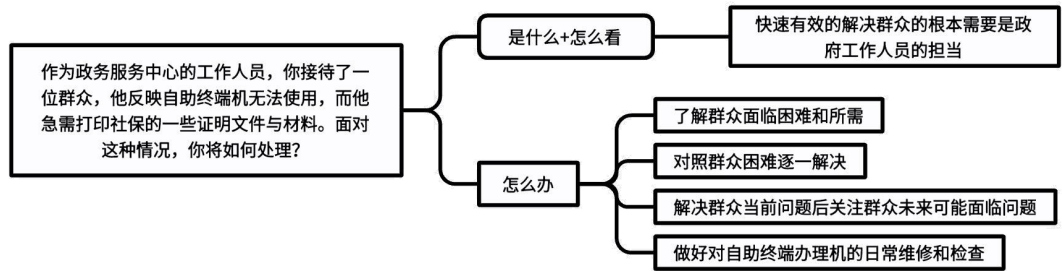 作为政务服务中心的工作人员，你接待了一
位群众，他反映自助终端机无法使用，而他
急需打印社保的一些证明文件与材料。面对
这种情况，你将如何处理？
是什么+怎么看
快速有效的解决群众的根本需要是政
府工作人员的担当
怎么办
了解群众面临困难和所需
对照群众困难逐一解决
解决群众当前问题后关注群众未来可能面临问题
做好对自助终端办理机的日常维修和检查